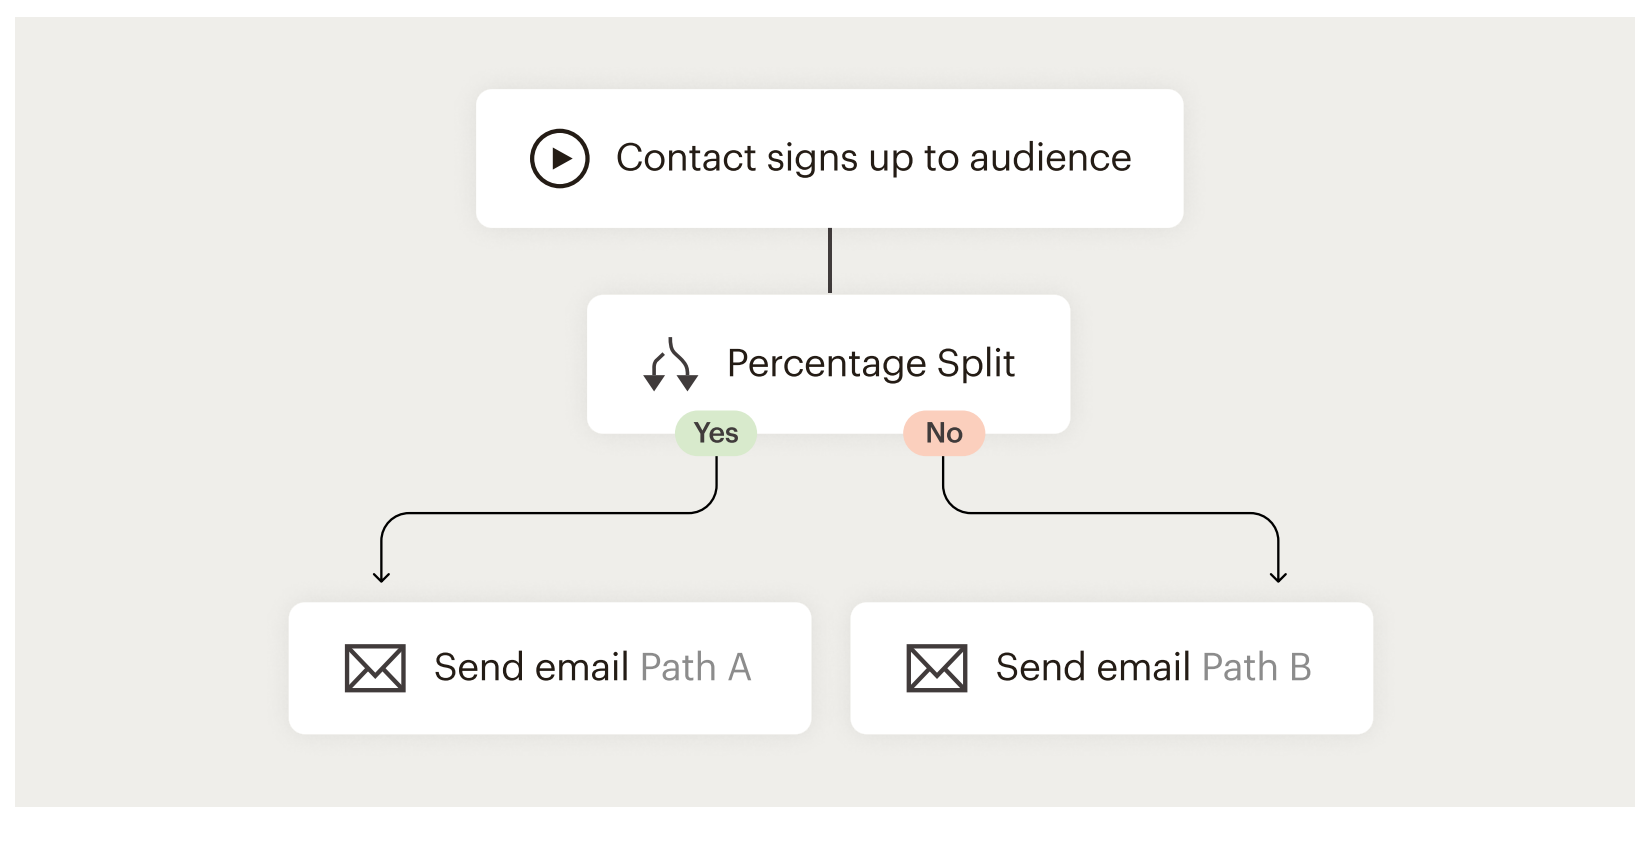 Contact signs up to audience
Percentage Split
Yes
No
Send email Path A
Send email Path B